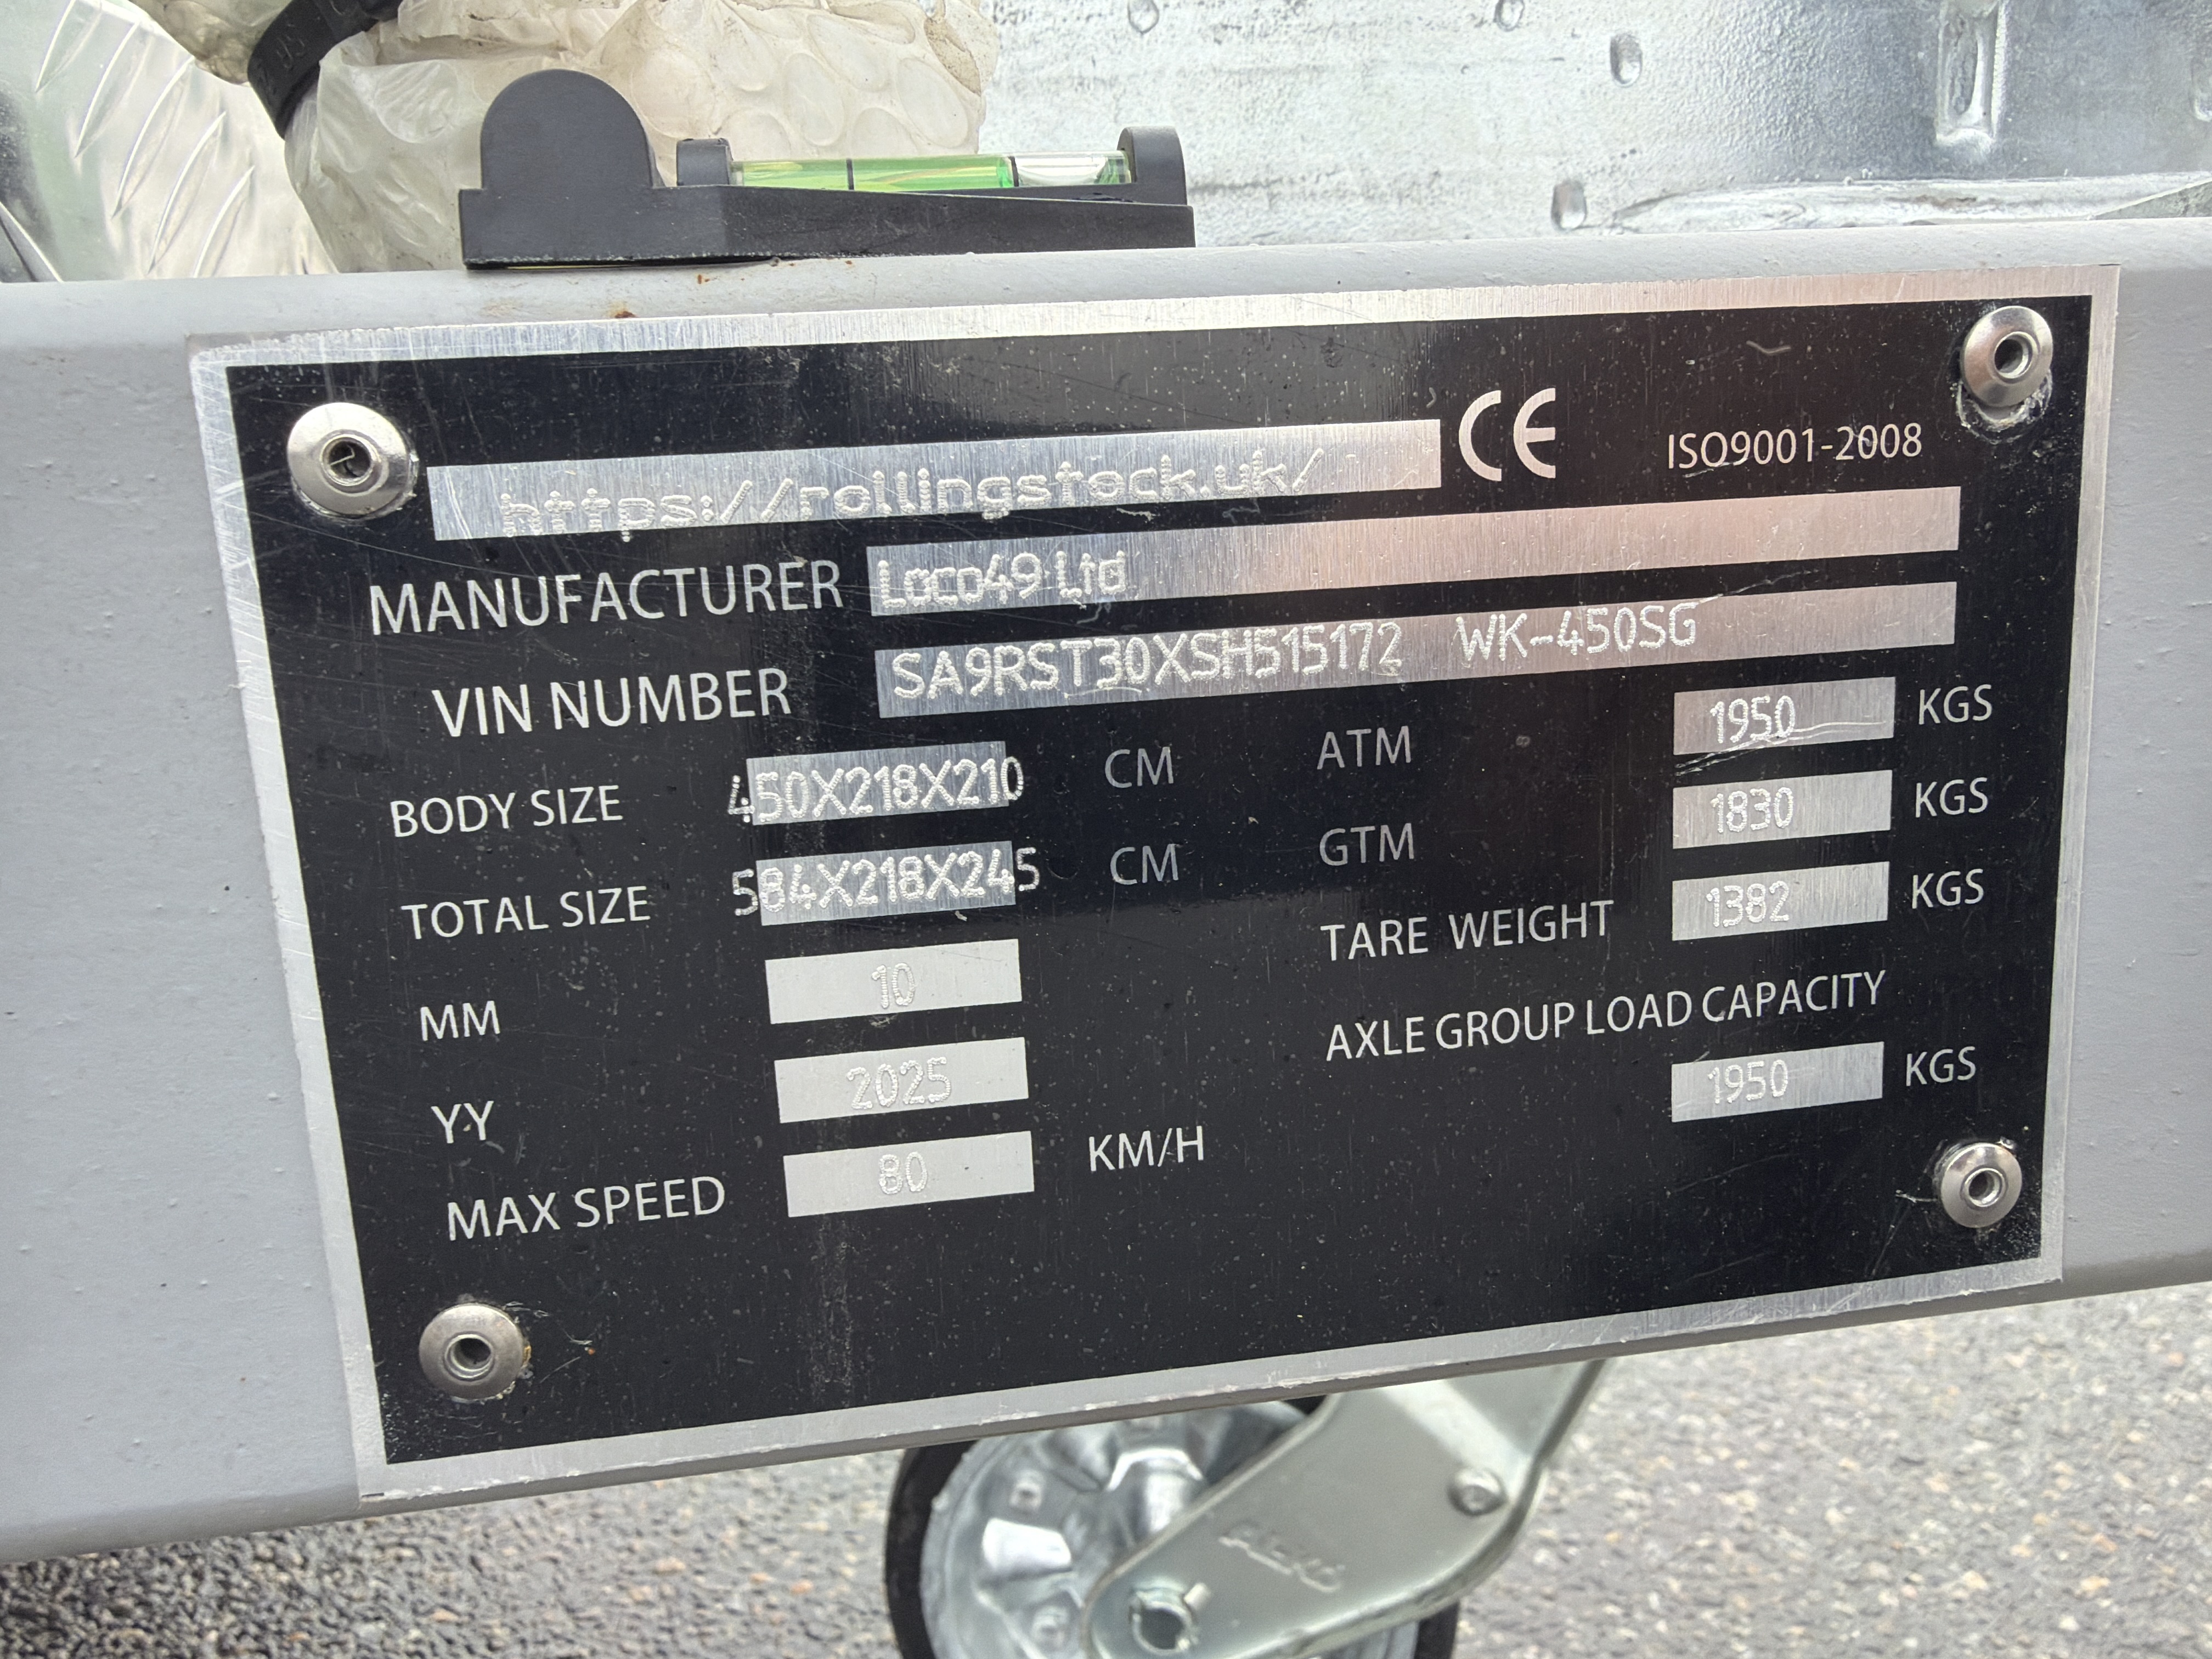 https://rollingstock.uk/ CE ISO9001-2008
MANUFACTURER Loco49 Ltd
VIN NUMBER SA9RST30XSH515172 WK-450SG
BODY SIZE 450X218X210 CM ATM 1950 KGS
TOTAL SIZE 584X218X245 CM GTM 1830 KGS
MM 10 TARE WEIGHT 1382 KGS
YY 2025 AXLE GROUP LOAD CAPACITY
1950 KGS
MAX SPEED 80 KM/H